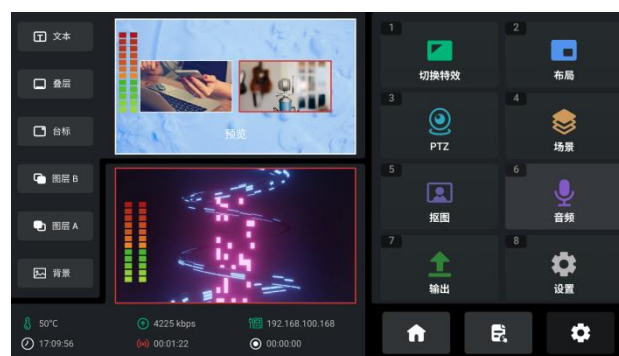 文本
叠层
台标
图层 B
图层 A
背景
预览
50°C
4225 kbps
192.168.100.168
17:09:56
00:01:22
00:00:00
1
切换特效
2
布局
3
PTZ
4
场景
5
抠图
6
音频
7
输出
8
设置